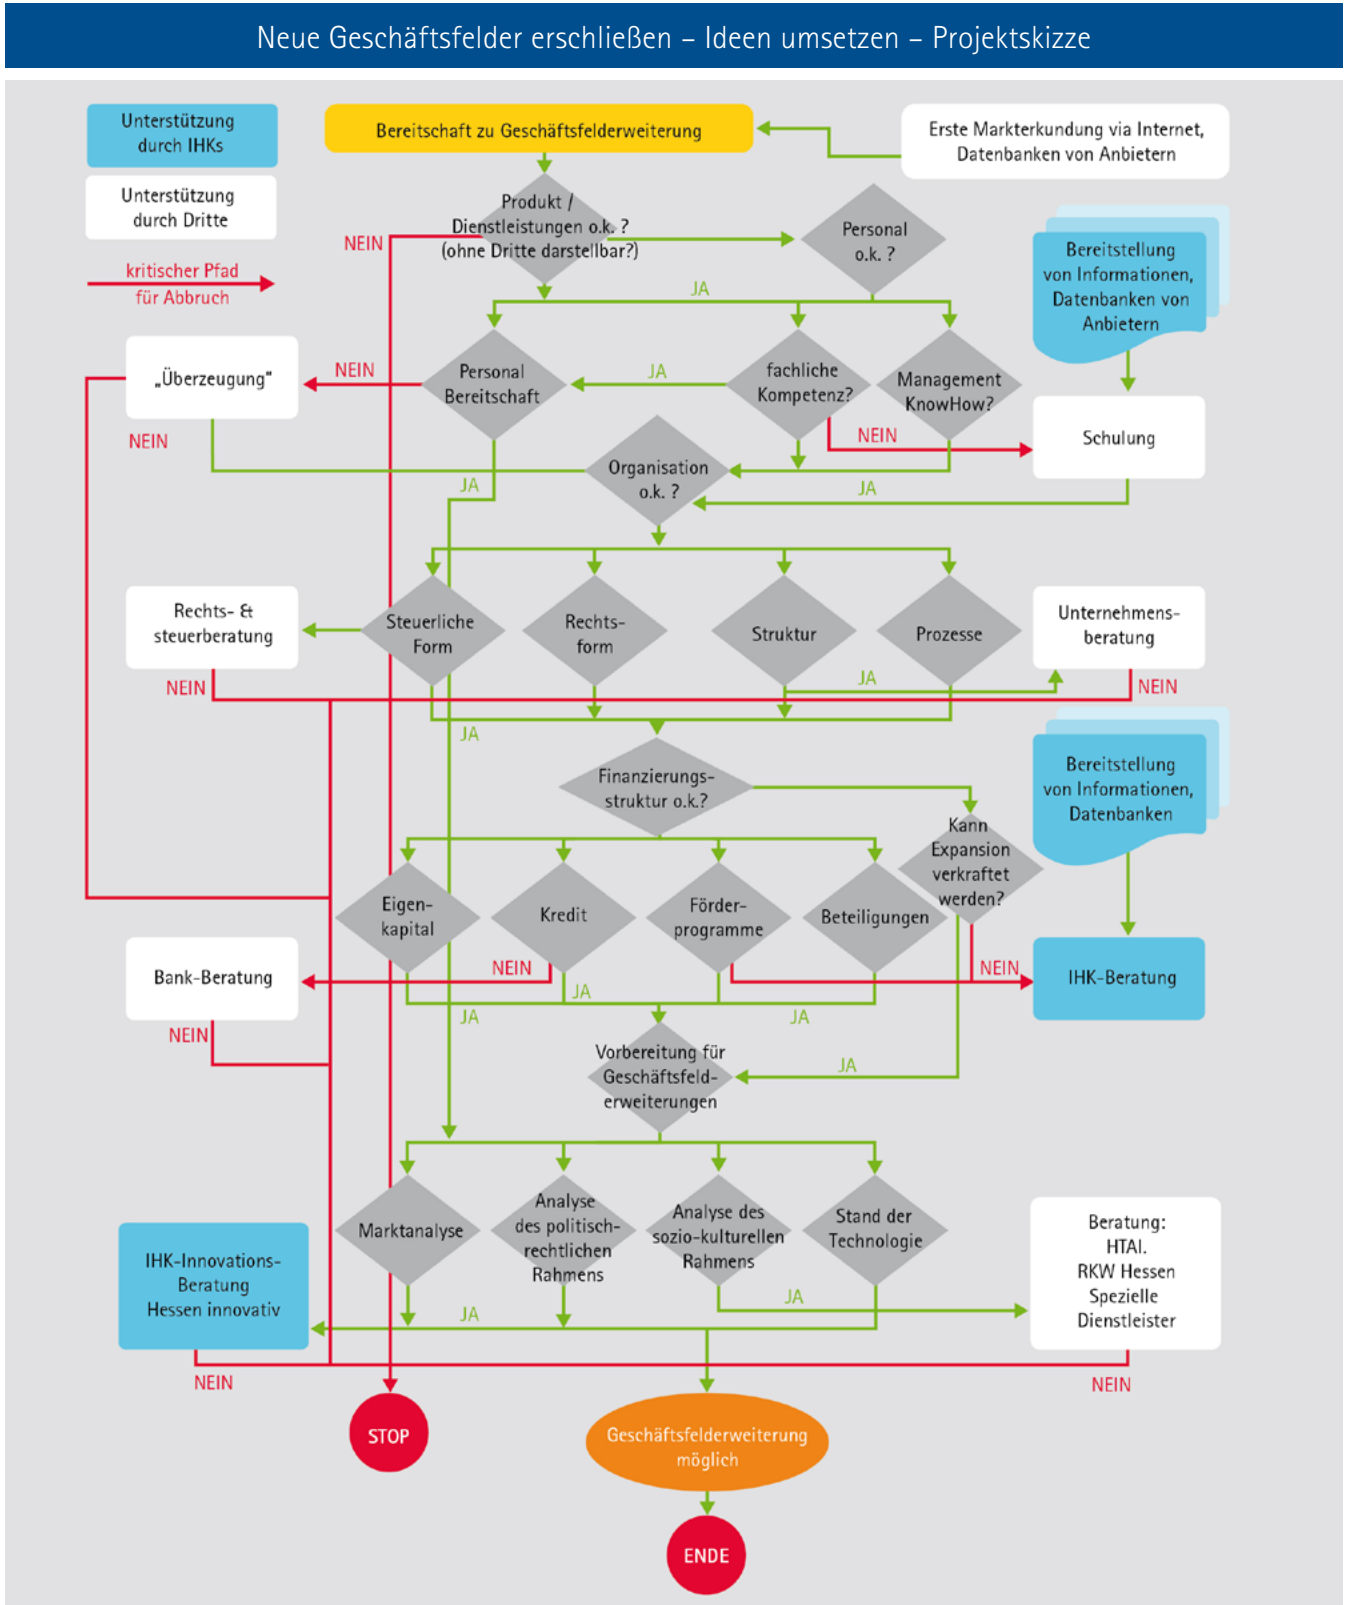 Neue Geschäftsfelder erschließen – Ideen umsetzen – Projektskizze
Unterstützung
durch IHKs
Bereitschaft zu Geschäftsfelderweiterung
Erste Markterkundung via Internet,
Datenbanken von Anbietern
Unterstützung
durch Dritte
kritischer Pfad
für Abbruch
Produkt /
Dienstleistungen o.k. ?
(ohne Dritte darstellbar?)
NEIN
Personal
o.k. ?
Bereitstellung
von Informationen,
Datenbanken von
Anbietern
JA
„Überzeugung“
NEIN
NEIN
Personal
Bereitschaft
JA
fachliche
Kompetenz?
Management
KnowHow?
NEIN
Schulung
Organisation
o.k. ?
JA
JA
Rechts- &
steuerberatung
NEIN
Steuerliche
Form
Rechts-
form
Struktur
Prozesse
Unternehmens-
beratung
JA
NEIN
JA
Finanzierungs-
struktur o.k.?
Kann
Expansion
verkraftet
werden?
Bereitstellung
von Informationen,
Datenbanken
Eigen-
kapital
Kredit
Förder-
programme
Beteiligungen
Bank-Beratung
NEIN
NEIN
NEIN
IHK-Beratung
JA
JA
JA
Vorbereitung für
Geschäftsfeld-
erweiterungen
JA
Marktanalyse
Analyse
des politisch-
rechtlichen
Rahmens
Analyse des
sozio-kulturellen
Rahmens
Stand der
Technologie
IHK-Innovations-
Beratung
Hessen innovativ
Beratung:
HTAI.
RKW Hessen
Spezielle
Dienstleister
JA
JA
NEIN
NEIN
STOP
Geschäftsfelderweiterung
möglich
ENDE